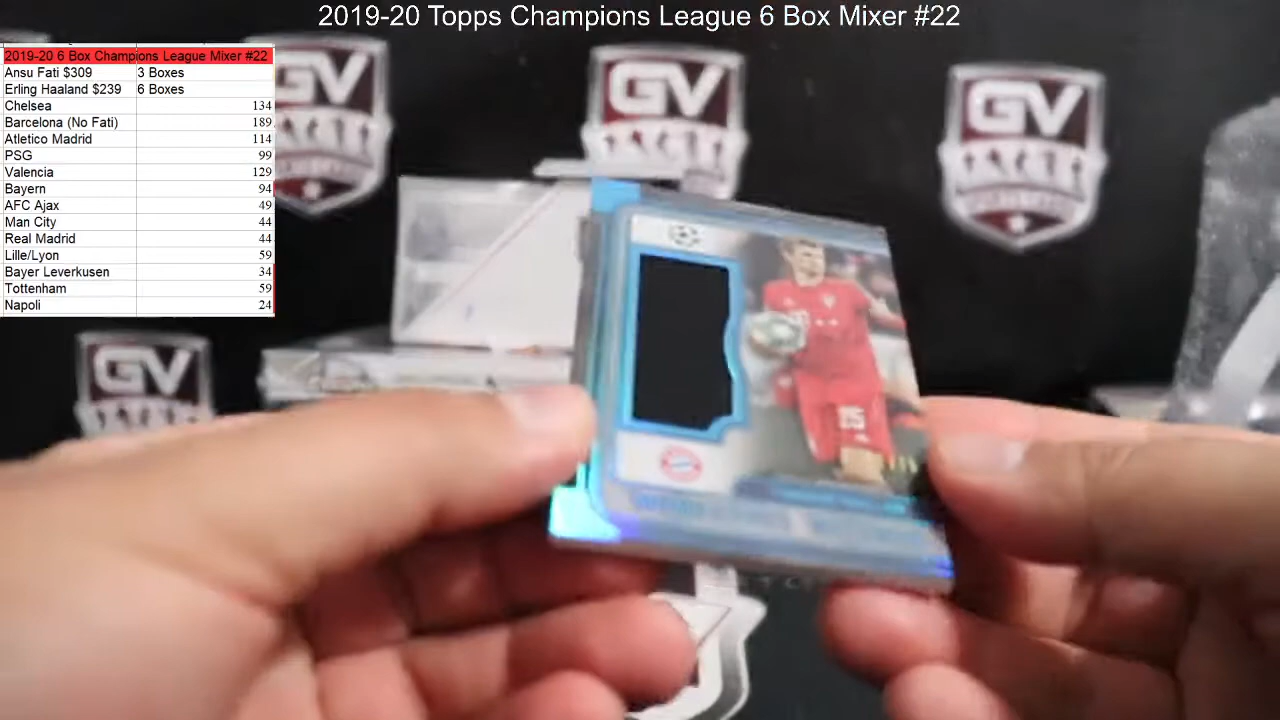 2019-20 Topps Champions League 6 Box Mixer #22
2019-20 6 Box Champions League Mixer #22
Ansu Fati $309 3 Boxes
Erling Haaland $239 6 Boxes
Chelsea 134
Barcelona (No Fati) 189
Atletico Madrid 114
PSG 99
Valencia 129
Bayern 94
AFC Ajax 49
Man City 44
Real Madrid 44
Lille/Lyon 59
Bayer Leverkusen 34
Tottenham 59
Napoli 24
GV
GV
GV
GV